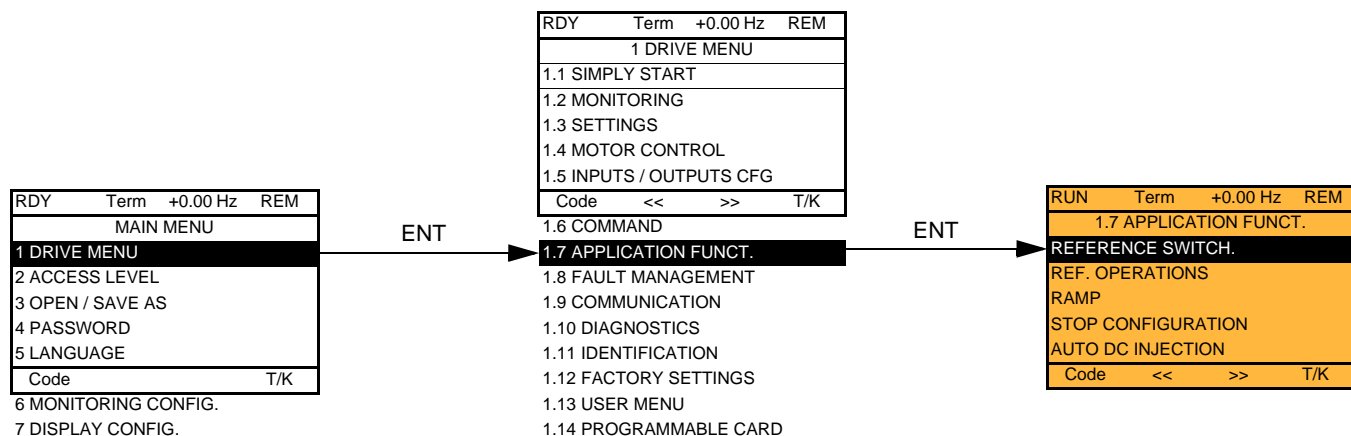 RDY Term +0.00 Hz REM
MAIN MENU
1 DRIVE MENU
2 ACCESS LEVEL
3 OPEN / SAVE AS
4 PASSWORD
5 LANGUAGE
Code T/K
6 MONITORING CONFIG.
7 DISPLAY CONFIG.
ENT
RDY Term +0.00 Hz REM
1 DRIVE MENU
1.1 SIMPLY START
1.2 MONITORING
1.3 SETTINGS
1.4 MOTOR CONTROL
1.5 INPUTS / OUTPUTS CFG
Code << >> T/K
1.6 COMMAND
1.7 APPLICATION FUNCT.
1.8 FAULT MANAGEMENT
1.9 COMMUNICATION
1.10 DIAGNOSTICS
1.11 IDENTIFICATION
1.12 FACTORY SETTINGS
1.13 USER MENU
1.14 PROGRAMMABLE CARD
ENT
RUN Term +0.00 Hz REM
1.7 APPLICATION FUNCT.
REFERENCE SWITCH.
REF. OPERATIONS
RAMP
STOP CONFIGURATION
AUTO DC INJECTION
Code << >> T/K